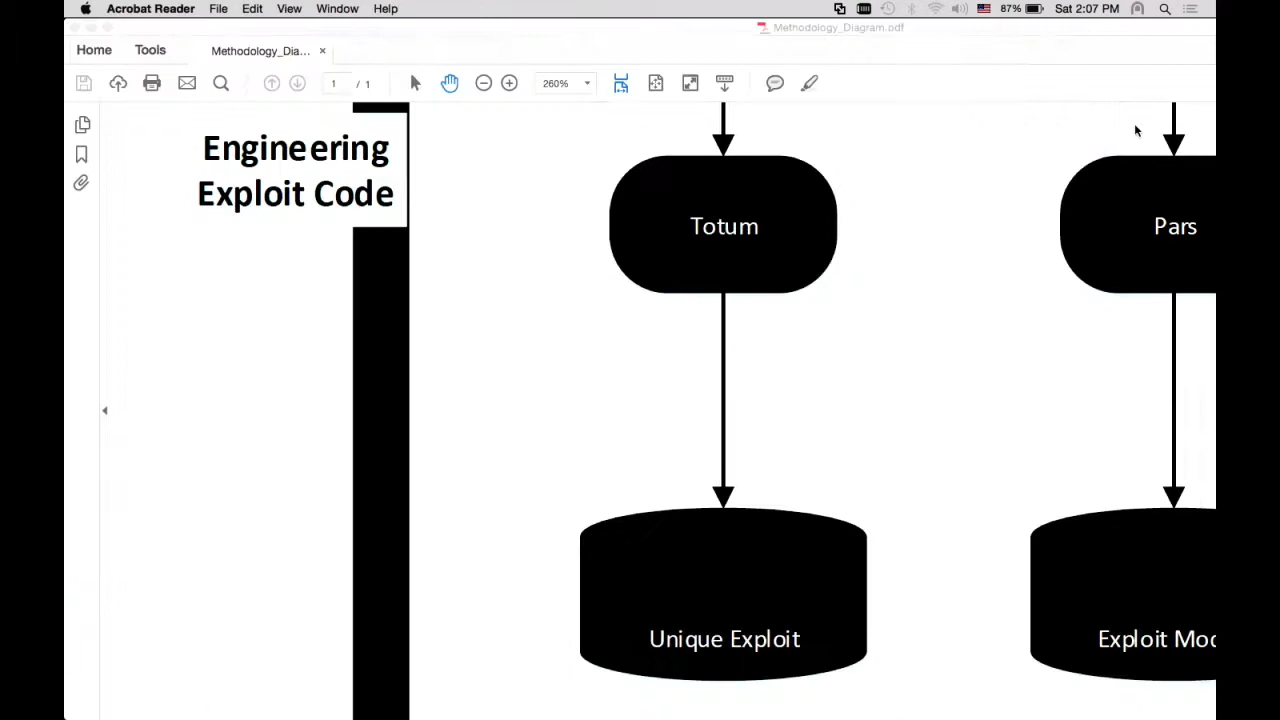 Acrobat Reader File Edit View Window Help 87% Sat 2:07 PM
Methodology_Diagram.pdf
Home Tools Methodology_Dia... ×
1 / 1 260%
Engineering
Exploit Code
Totum Pars
Unique Exploit Exploit Moc